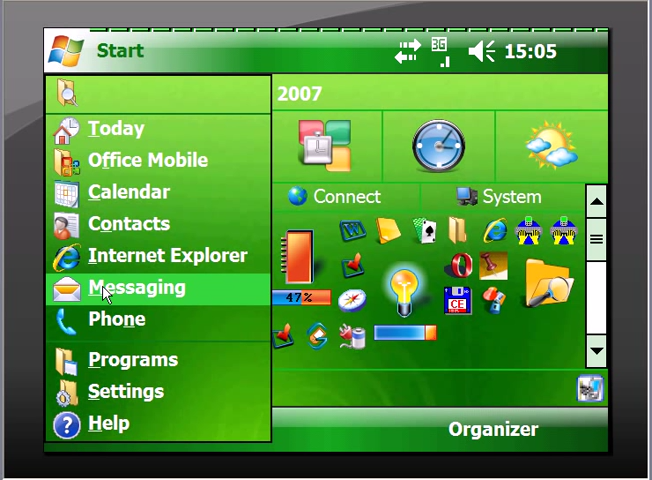 Start
3G
15:05
2007
Today
Office Mobile
Calendar
Contacts
Internet Explorer
Messaging
Phone
Programs
Settings
Help
Connect
System
47%
CE
Organizer